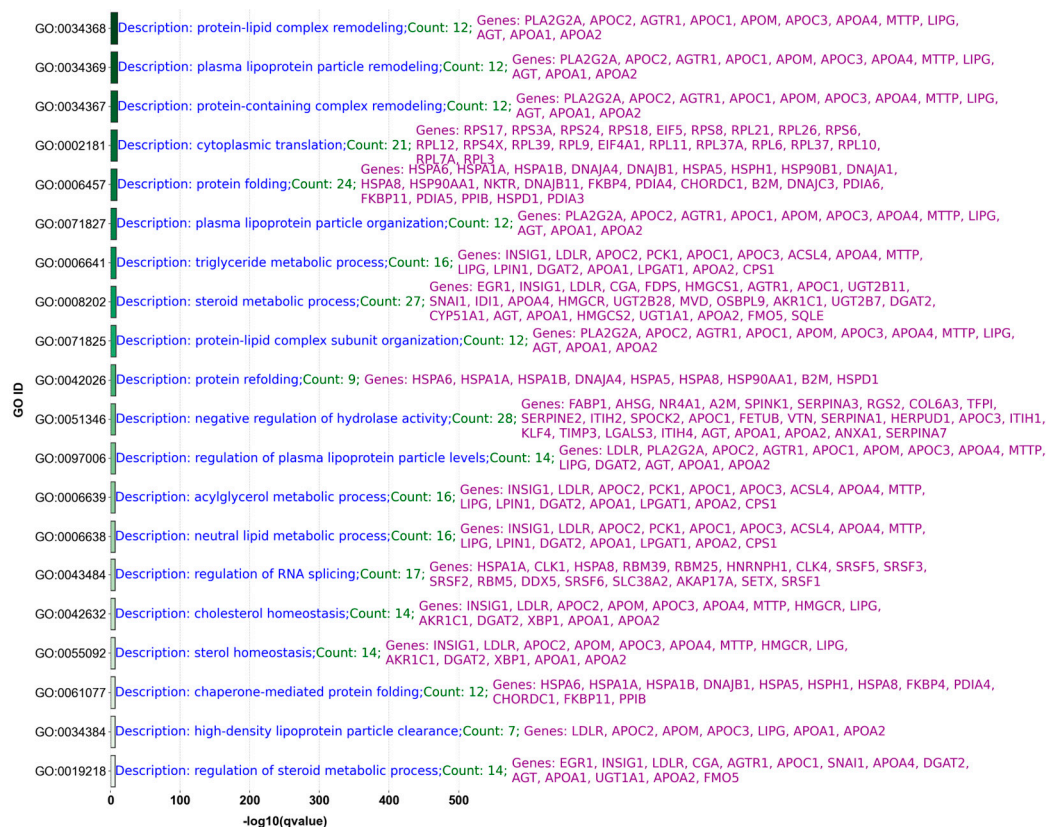 GO ID
GO:0034368 Description: protein-lipid complex remodeling;Count: 12; Genes: PLA2G2A, APOC2, AGTR1, APOC1, APOM, APOC3, APOA4, MTTP, LIPG,
AGT, APOA1, APOA2
GO:0034369 Description: plasma lipoprotein particle remodeling;Count: 12; Genes: PLA2G2A, APOC2, AGTR1, APOC1, APOM, APOC3, APOA4, MTTP, LIPG,
AGT, APOA1, APOA2
GO:0034367 Description: protein-containing complex remodeling;Count: 12; Genes: PLA2G2A, APOC2, AGTR1, APOC1, APOM, APOC3, APOA4, MTTP, LIPG,
AGT, APOA1, APOA2
GO:0002181 Description: cytoplasmic translation;Count: 21; Genes: RPS17, RPS3A, RPS24, RPS18, EIF5, RPS8, RPL21, RPL26, RPS6,
RPL12, RPS4X, RPL39, RPL9, EIF4A1, RPL11, RPL37A, RPL6, RPL37, RPL10,
RPL7A, RPL3
GO:0006457 Description: protein folding;Count: 24; Genes: HSPA6, HSPA1A, HSPA1B, DNAJA4, DNAJB1, HSPA5, HSPH1, HSP90B1, DNAJA1,
HSPA8, HSP90AA1, NKTR, DNAJB11, FKBP4, PDIA4, CHORDC1, B2M, DNAJC3, PDIA6,
FKBP11, PDIA5, PPIB, HSPD1, PDIA3
GO:0071827 Description: plasma lipoprotein particle organization;Count: 12; Genes: PLA2G2A, APOC2, AGTR1, APOC1, APOM, APOC3, APOA4, MTTP, LIPG,
AGT, APOA1, APOA2
GO:0006641 Description: triglyceride metabolic process;Count: 16; Genes: INSIG1, LDLR, APOC2, PCK1, APOC1, APOC3, ACSL4, APOA4, MTTP,
LIPG, LPIN1, DGAT2, APOA1, LPGAT1, APOA2, CPS1
GO:0008202 Description: steroid metabolic process;Count: 27; Genes: EGR1, INSIG1, LDLR, CGA, FDPS, HMGCS1, AGTR1, APOC1, UGT2B11,
SNAI1, IDI1, APOA4, HMGCR, UGT2B28, MVD, OSBPL9, AKR1C1, UGT2B7, DGAT2,
CYP51A1, AGT, APOA1, HMGCS2, UGT1A1, APOA2, FMO5, SQLE
GO:0071825 Description: protein-lipid complex subunit organization;Count: 12; Genes: PLA2G2A, APOC2, AGTR1, APOC1, APOM, APOC3, APOA4, MTTP, LIPG,
AGT, APOA1, APOA2
GO:0042026 Description: protein refolding;Count: 9; Genes: HSPA6, HSPA1A, HSPA1B, DNAJA4, HSPA5, HSPA8, HSP90AA1, B2M, HSPD1
GO:0051346 Description: negative regulation of hydrolase activity;Count: 28; Genes: FABP1, AHSG, NR4A1, A2M, SPINK1, SERPINA3, RGS2, COL6A3, TFPI,
SERPINE2, ITIH2, SPOCK2, APOC1, FETUB, VTN, SERPINA1, HERPUD1, APOC3, ITIH1,
KLF4, TIMP3, LGALS3, ITIH4, AGT, APOA1, APOA2, ANXA1, SERPINA7
GO:0097006 Description: regulation of plasma lipoprotein particle levels;Count: 14; Genes: LDLR, PLA2G2A, APOC2, AGTR1, APOC1, APOM, APOC3, APOA4, MTTP,
LIPG, DGAT2, AGT, APOA1, APOA2
GO:0006639 Description: acylglycerol metabolic process;Count: 16; Genes: INSIG1, LDLR, APOC2, PCK1, APOC1, APOC3, ACSL4, APOA4, MTTP,
LIPG, LPIN1, DGAT2, APOA1, LPGAT1, APOA2, CPS1
GO:0006638 Description: neutral lipid metabolic process;Count: 16; Genes: INSIG1, LDLR, APOC2, PCK1, APOC1, APOC3, ACSL4, APOA4, MTTP,
LIPG, LPIN1, DGAT2, APOA1, LPGAT1, APOA2, CPS1
GO:0043484 Description: regulation of RNA splicing;Count: 17; Genes: HSPA1A, CLK1, HSPA8, RBM39, RBM25, HNRNPH1, CLK4, SRSF5, SRSF3,
SRSF2, RBM5, DDX5, SRSF6, SLC38A2, AKAP17A, SETX, SRSF1
GO:0042632 Description: cholesterol homeostasis;Count: 14; Genes: INSIG1, LDLR, APOC2, APOM, APOC3, APOA4, MTTP, HMGCR, LIPG,
AKR1C1, DGAT2, XBP1, APOA1, APOA2
GO:0055092 Description: sterol homeostasis;Count: 14; Genes: INSIG1, LDLR, APOC2, APOM, APOC3, APOA4, MTTP, HMGCR, LIPG,
AKR1C1, DGAT2, XBP1, APOA1, APOA2
GO:0061077 Description: chaperone-mediated protein folding;Count: 12; Genes: HSPA6, HSPA1A, HSPA1B, DNAJB1, HSPA5, HSPH1, HSPA8, FKBP4, PDIA4,
CHORDC1, FKBP11, PPIB
GO:0034384 Description: high-density lipoprotein particle clearance;Count: 7; Genes: LDLR, APOC2, APOM, APOC3, LIPG, APOA1, APOA2
GO:0019218 Description: regulation of steroid metabolic process;Count: 14; Genes: EGR1, INSIG1, LDLR, CGA, AGTR1, APOC1, SNAI1, APOA4, DGAT2,
AGT, APOA1, UGT1A1, APOA2, FMO5
0 100 200 300 400 500
-log10(qvalue)